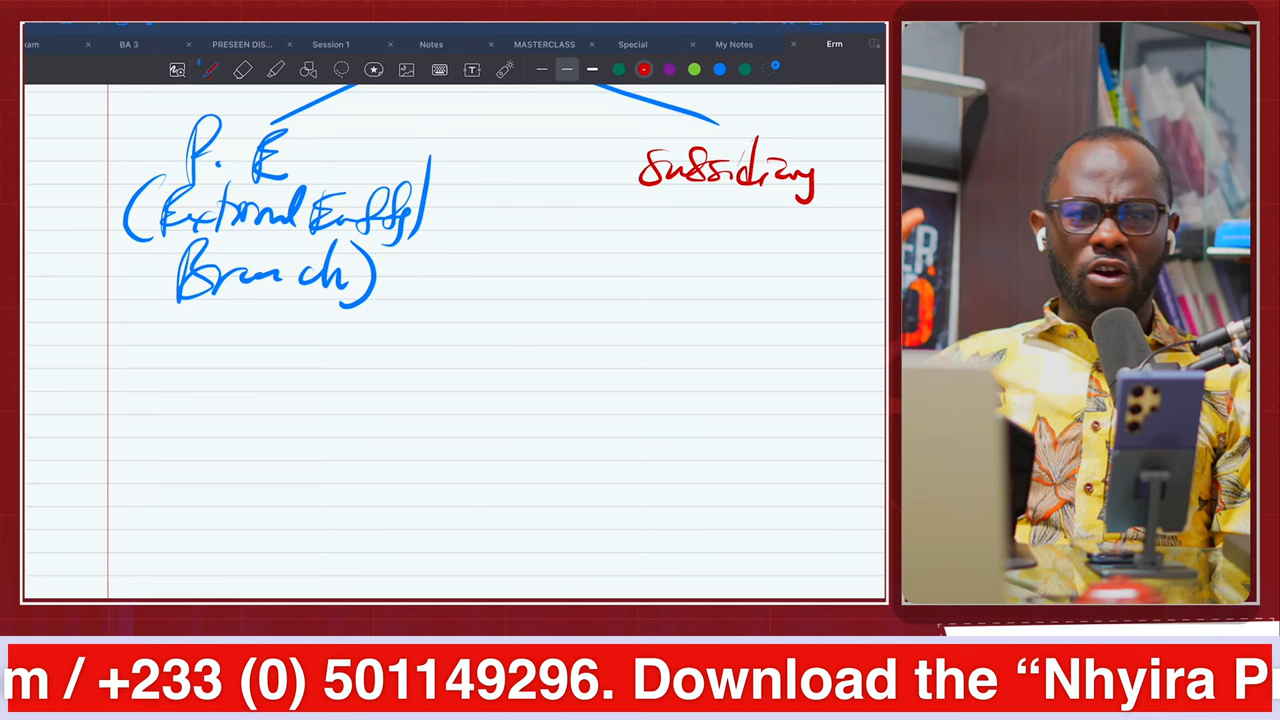 am BA 3 PRESEEN DIS... Session 1 Notes MASTERCLASS Special My Notes Erm
P. E
(External Entity)
Branch)
Subsidiary
m / +233 (0) 501149296. Download the “Nhyira P